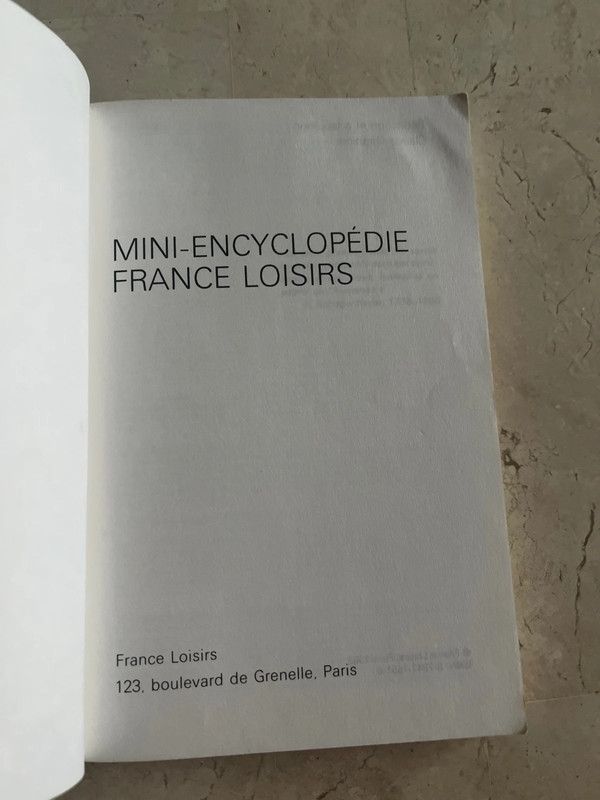 MINI-ENCYCLOPÉDIE
FRANCE LOISIRS
France Loisirs
123, boulevard de Grenelle, Paris